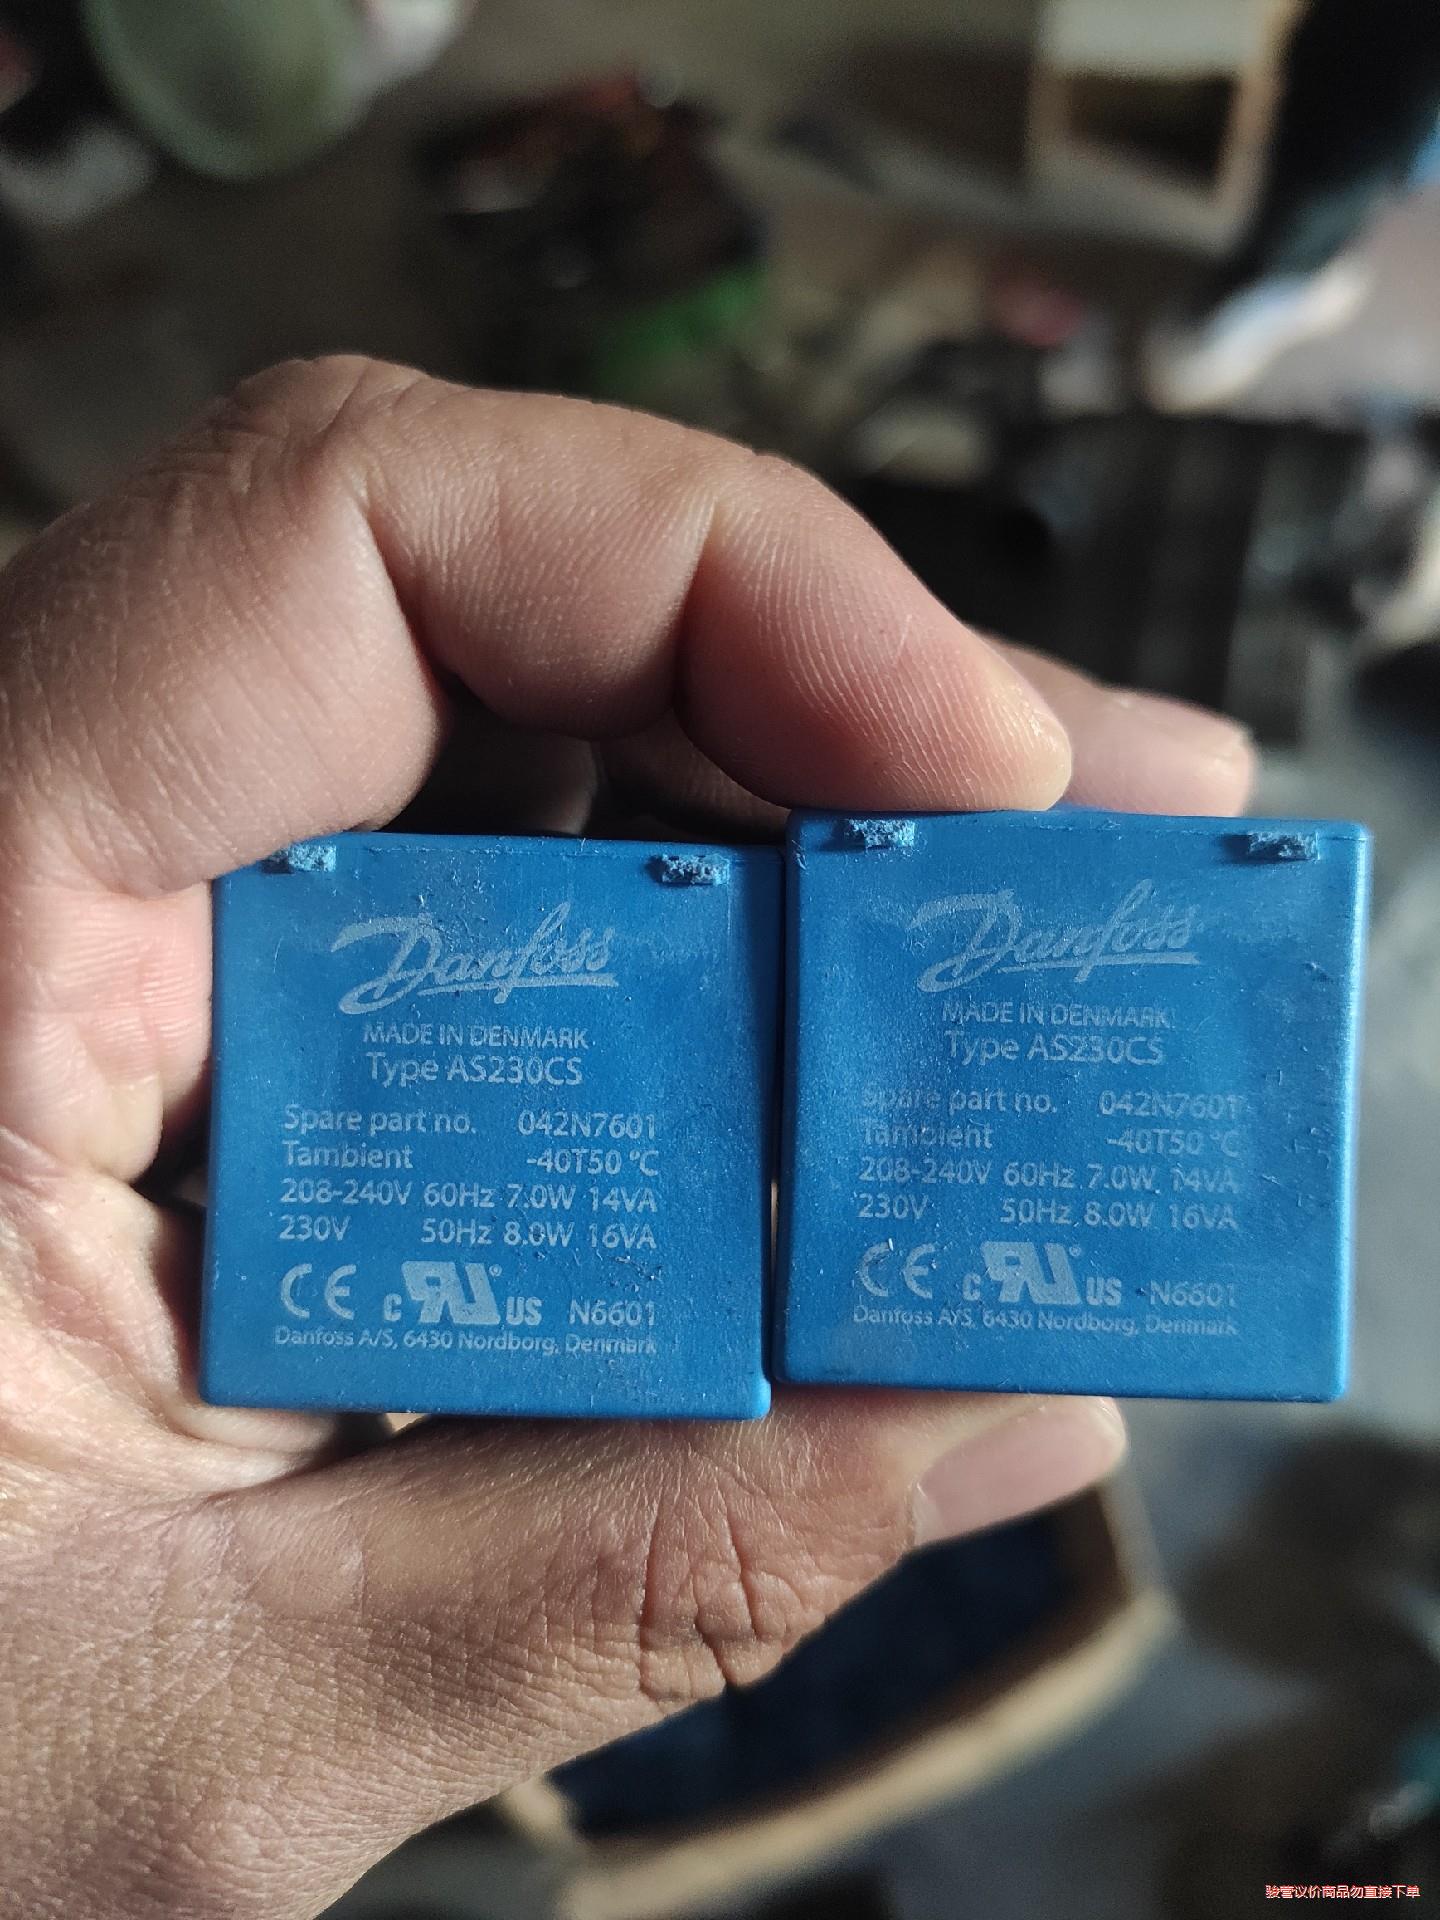 Danfoss
MADE IN DENMARK
Type AS230CS
Spare part no. 042N7601
Tambient -40T50 °C
208-240V 60Hz 7.0W 14VA
230V 50Hz 8.0W 16VA
CE c RU US N6601
Danfoss A/S, 6430 Nordborg, Denmark
Danfoss
MADE IN DENMARK
Type AS230CS
Spare part no. 042N7601
Tambient -40T50 °C
208-240V 60Hz 7.0W 14VA
230V 50Hz 8.0W 16VA
CE c RU US N6601
Danfoss A/S, 6430 Nordborg, Denmark
骏菅议价商品勿直接下单